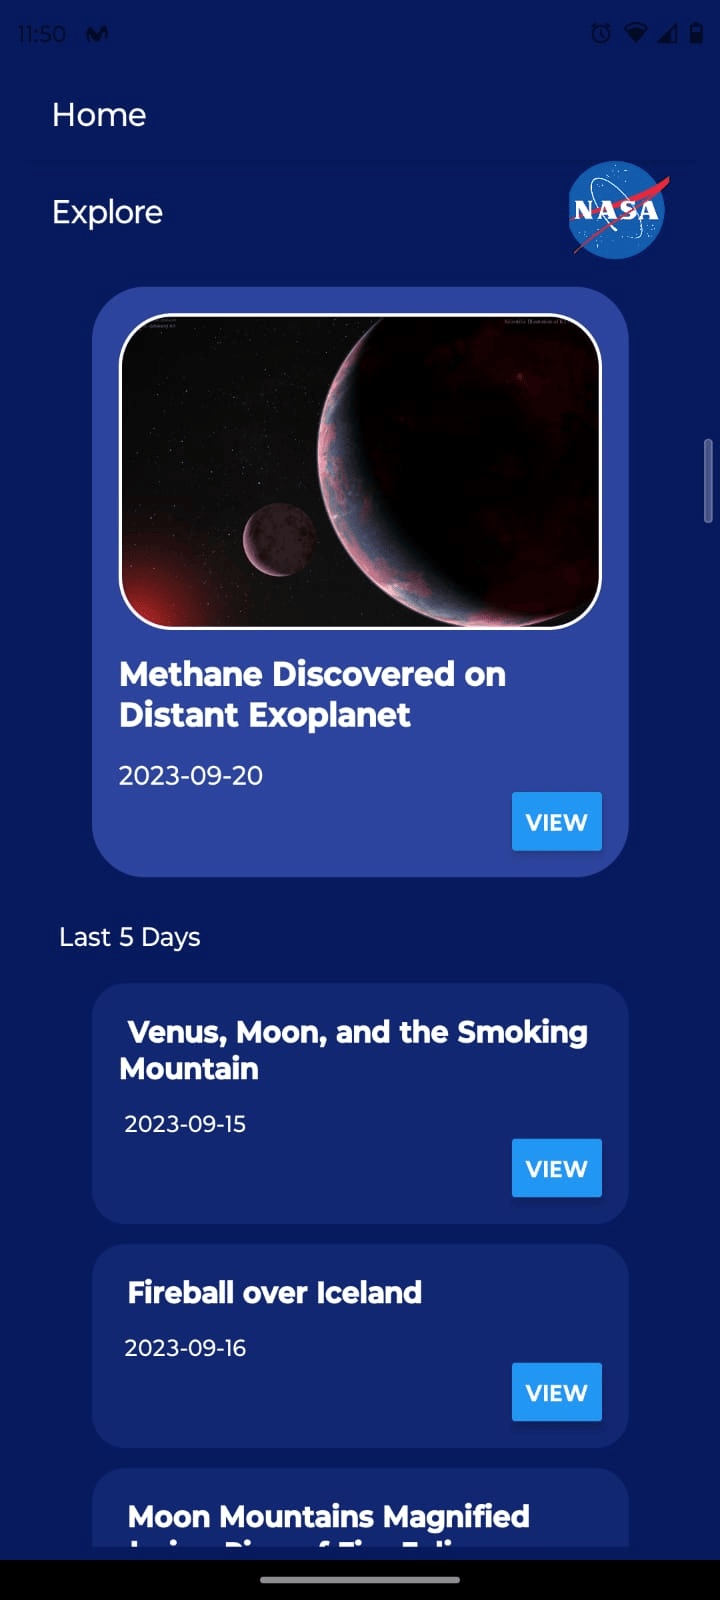 11:50
Home
Explore
NASA
Methane Discovered on
Distant Exoplanet
2023-09-20
VIEW
Last 5 Days
Venus, Moon, and the Smoking
Mountain
2023-09-15
VIEW
Fireball over Iceland
2023-09-16
VIEW
Moon Mountains Magnified